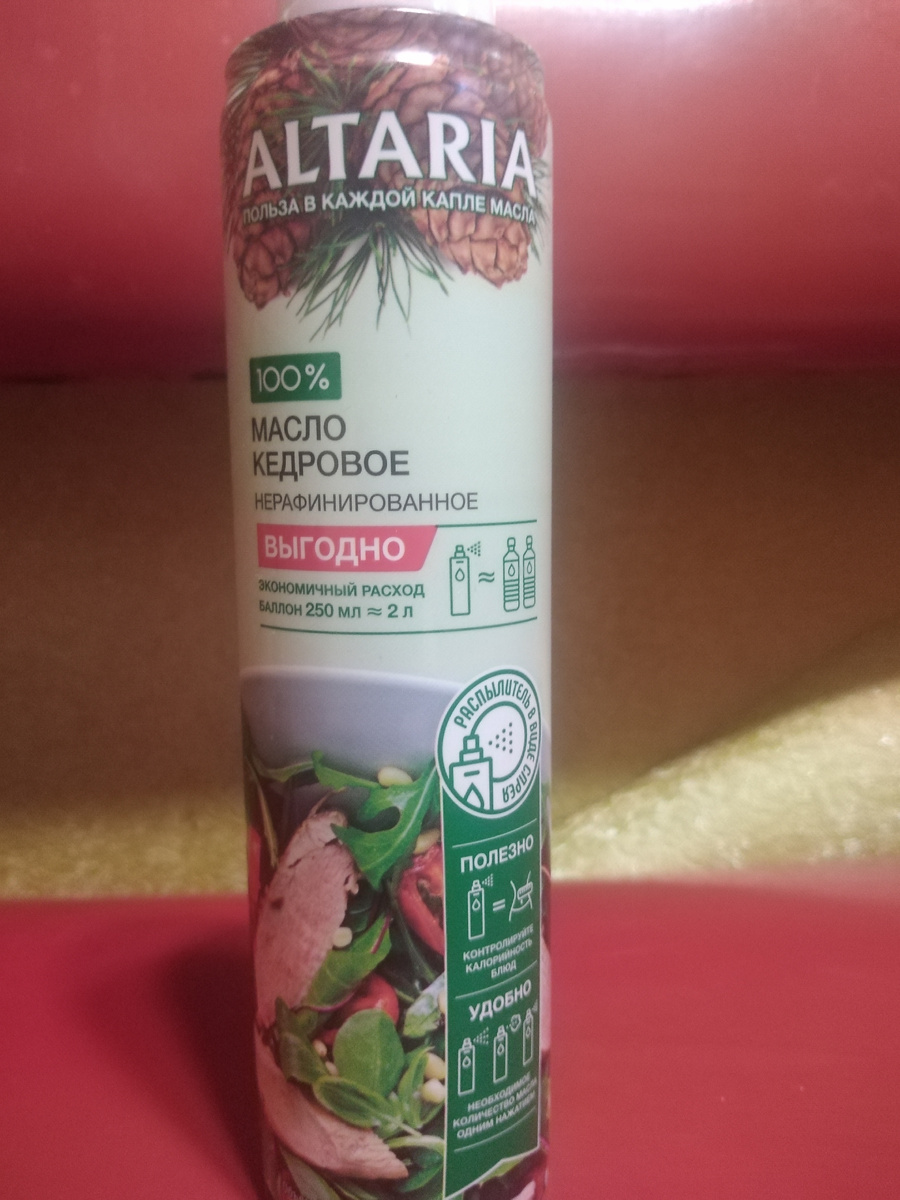 ALTARIA
ПОЛЬЗА В КАЖДОЙ КАПЛЕ МАСЛА
100%
МАСЛО
КЕДРОВОЕ
НЕРАФИНИРОВАННОЕ
ВЫГОДНО
ЭКОНОМИЧНЫЙ РАСХОД
БАЛЛОН 250 МЛ ≈ 2 Л
≈
РАСПЫЛИТЕЛЬ В ВИДЕ СПРЕЯ
ПОЛЕЗНО
=
КОНТРОЛИРУЙТЕ
КАЛОРИЙНОСТЬ
БЛЮД
УДОБНО
НЕОБХОДИМОЕ
КОЛИЧЕСТВО МАСЛА
ОДНИМ НАЖАТИЕМ